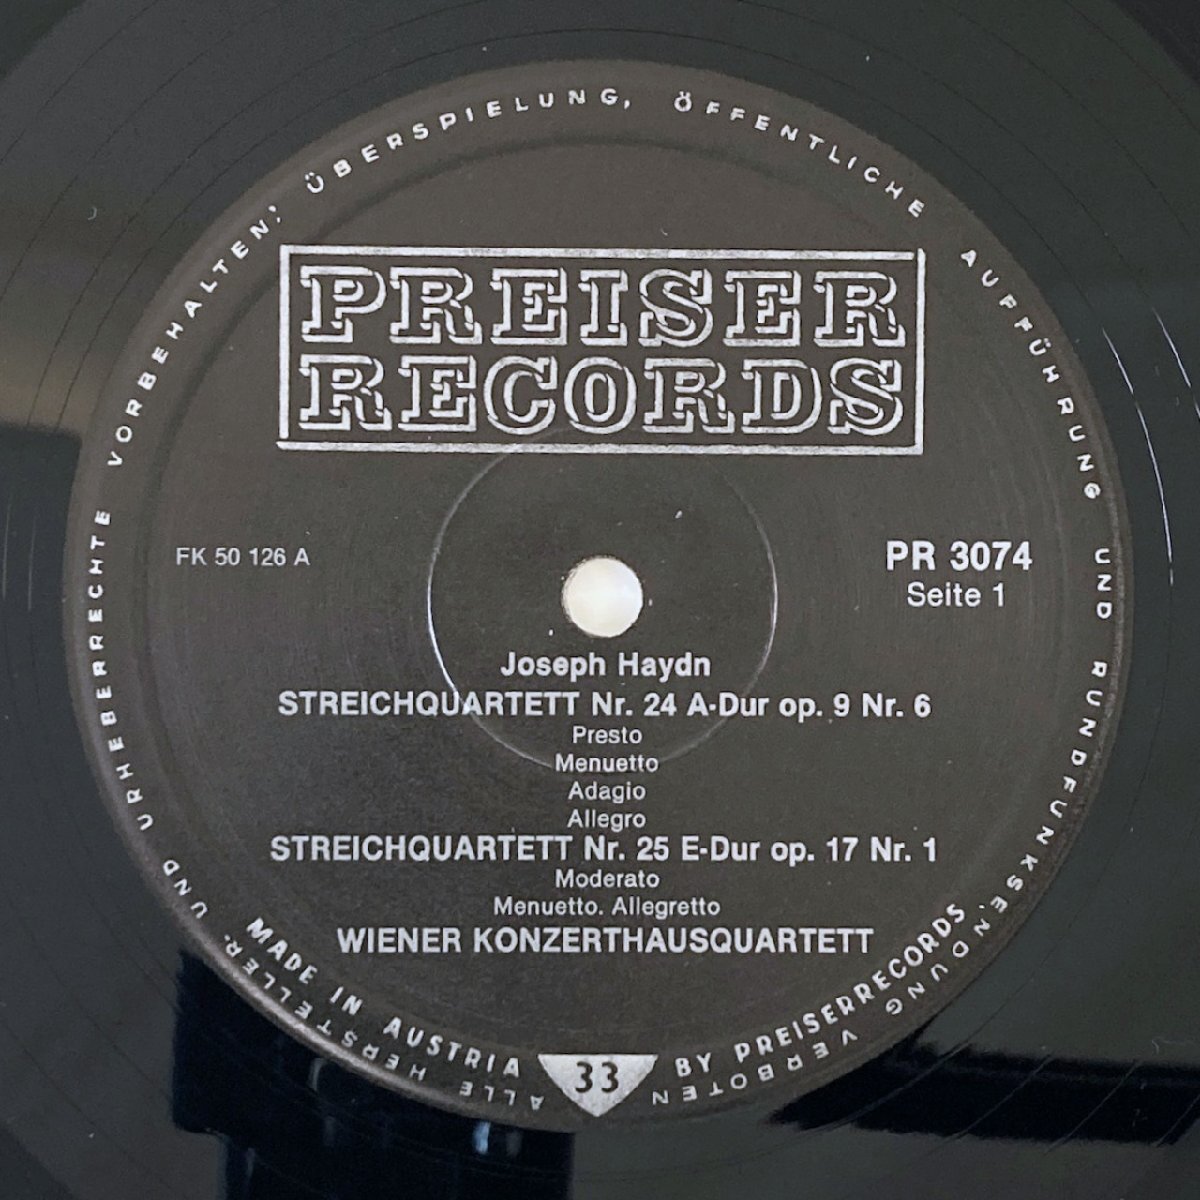 ALLE HERSTELLER- UND URHEBERRECHTE VORBEHALTEN; ÜBERSPIELUNG, ÖFFENTLICHE AUFFÜHRUNG UND RUNDFUNKSENDUNG VERBOTEN
PREISER
RECORDS
FK 50 126 A
PR 3074
Seite 1
Joseph Haydn
STREICHQUARTETT Nr. 24 A-Dur op. 9 Nr. 6
Presto
Menuetto
Adagio
Allegro
STREICHQUARTETT Nr. 25 E-Dur op. 17 Nr. 1
Moderato
Menuetto. Allegretto
WIENER KONZERTHAUSQUARTETT
MADE IN AUSTRIA 33 BY PREISERRECORDS